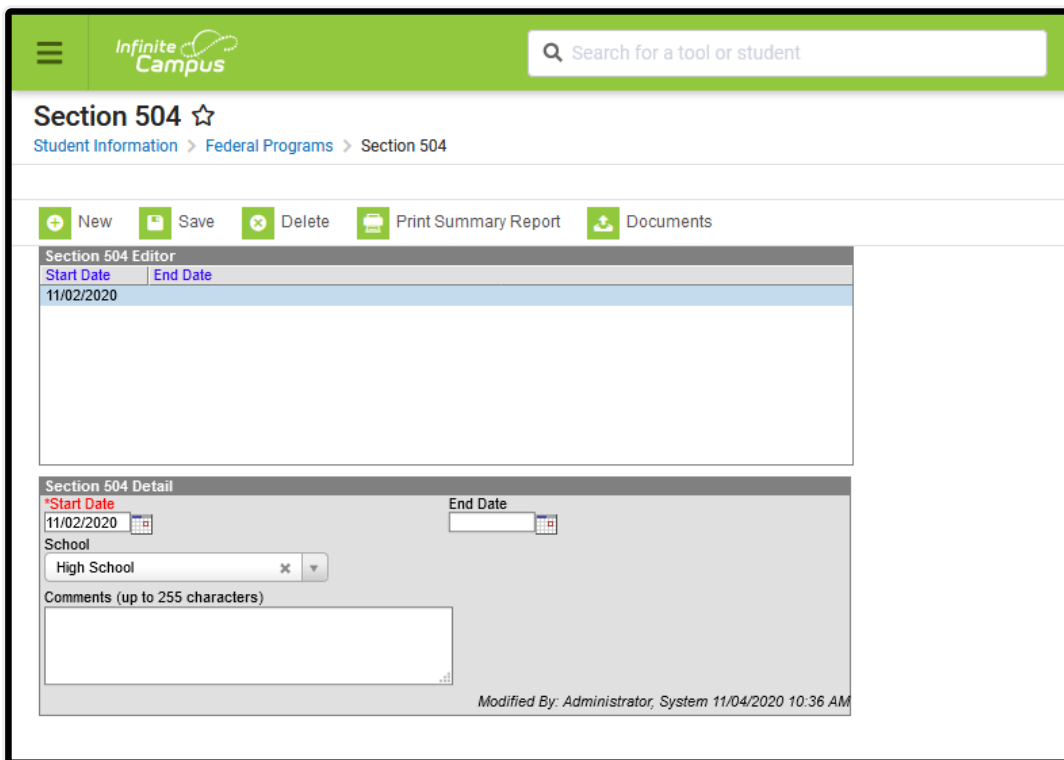 Infinite Campus
Search for a tool or student
Section 504
Student Information > Federal Programs > Section 504
New Save Delete Print Summary Report Documents
Section 504 Editor
Start Date End Date
11/02/2020
Section 504 Detail
*Start Date End Date
11/02/2020
School
High School
Comments (up to 255 characters)
Modified By: Administrator, System 11/04/2020 10:36 AM